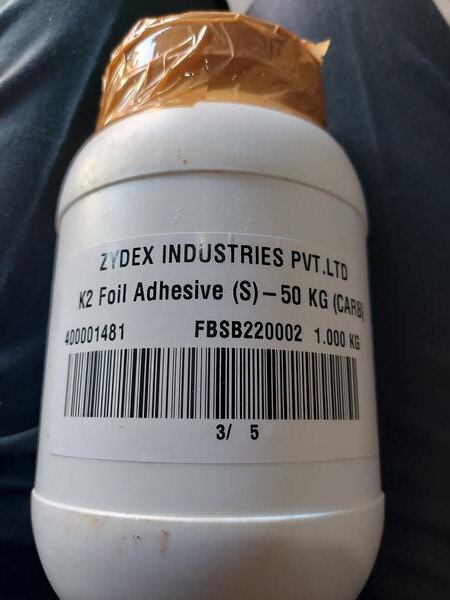 ZYDEX INDUSTRIES PVT.LTD
K2 Foil Adhesive (S)-50 KG (CARB)
400001481 FBSB220002 1.000 KG
3/ 5